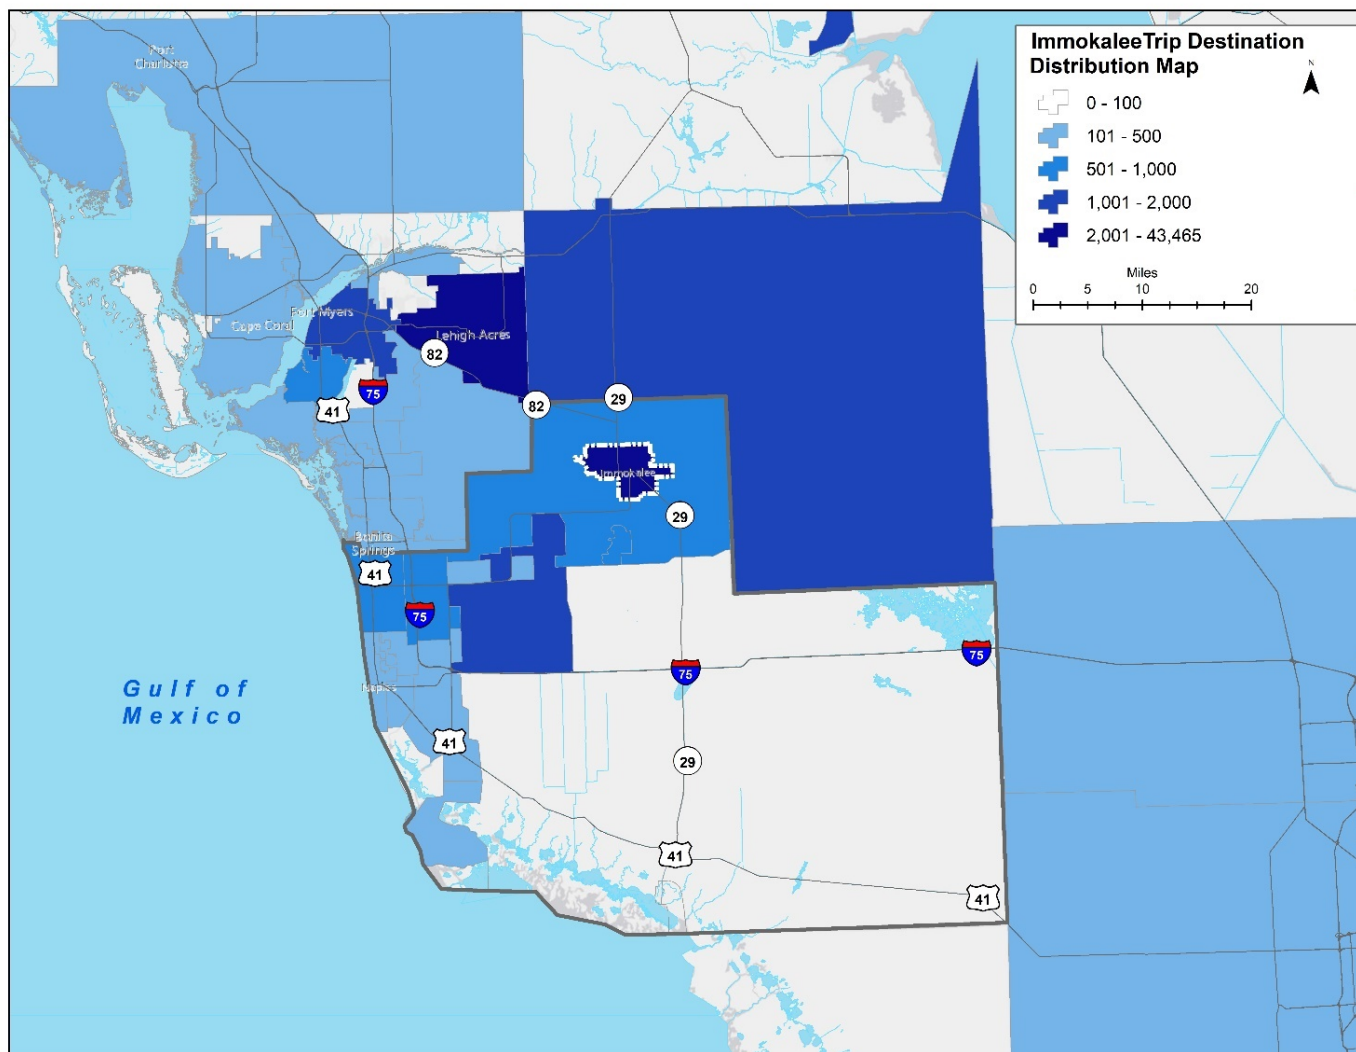 ImmokaleeTrip Destination
Distribution Map
N
0 - 100
101 - 500
501 - 1,000
1,001 - 2,000
2,001 - 43,465
Miles
0 5 10 20
Port
Charlotte
Fort Myers
Cape Coral
Lehigh Acres
82
75
41
82
29
Immokalee
29
Bonita
Springs
41
75
75
75
Naples
Gulf of
Mexico
41
29
41
41